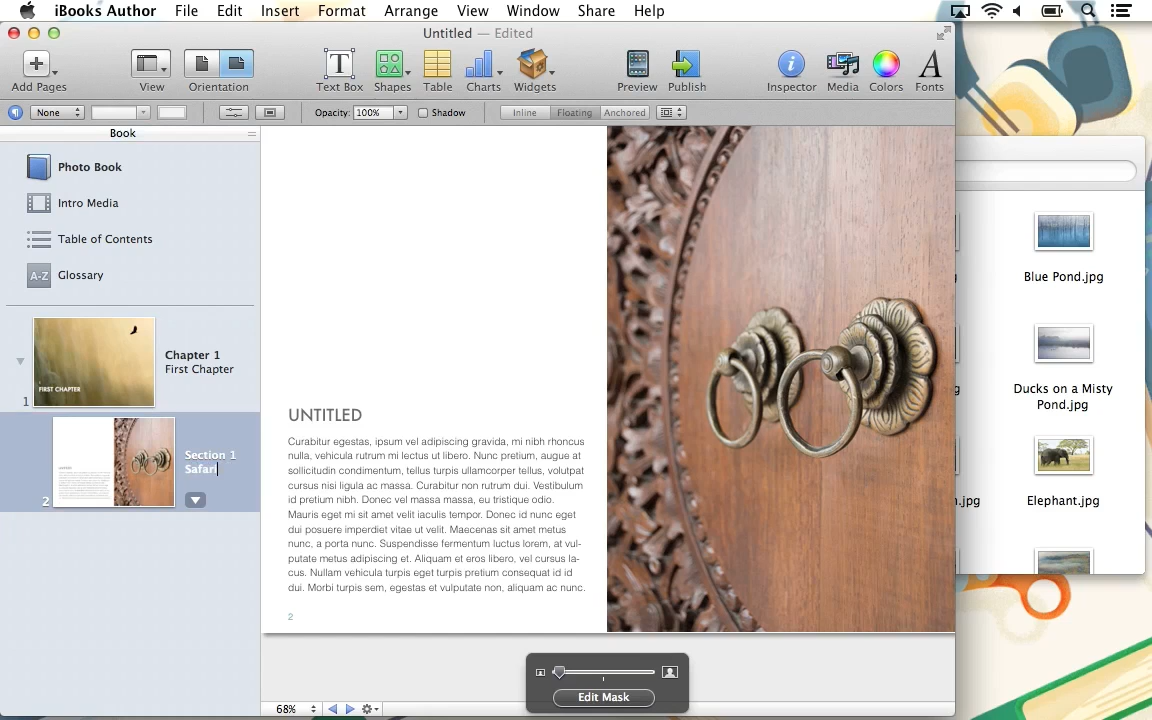 iBooks Author File Edit Insert Format Arrange View Window Share Help
Untitled — Edited
Add Pages View Orientation Text Box Shapes Table Charts Widgets Preview Publish Inspector Media Colors Fonts
None Opacity: 100% Shadow Inline Floating Anchored
Book
Photo Book
Intro Media
Table of Contents
A-Z Glossary
FIRST CHAPTER
Chapter 1
First Chapter
1
Section 1
Safari
2
UNTITLED
Curabitur egestas, ipsum vel adipiscing gravida, mi nibh rhoncus
nulla, vehicula rutrum mi lectus ut libero. Nunc pretium, augue at
sollicitudin condimentum, tellus turpis ullamcorper tellus, volutpat
cursus nisi ligula ac massa. Curabitur non rutrum dui. Vestibulum
id pretium nibh. Donec vel massa massa, eu tristique odio.
Mauris eget mi sit amet velit iaculis tempor. Donec id nunc eget
dui posuere imperdiet vitae ut velit. Maecenas sit amet metus
nunc, a porta nunc. Suspendisse fermentum luctus lorem, at vul-
putate metus adipiscing et. Aliquam et eros libero, vel cursus la-
cus. Nullam vehicula turpis eget turpis pretium consequat id id
dui. Morbi turpis sem, egestas et vulputate non, aliquam ac nunc.
2
Edit Mask
68%
Blue Pond.jpg
Ducks on a Misty
Pond.jpg
Elephant.jpg